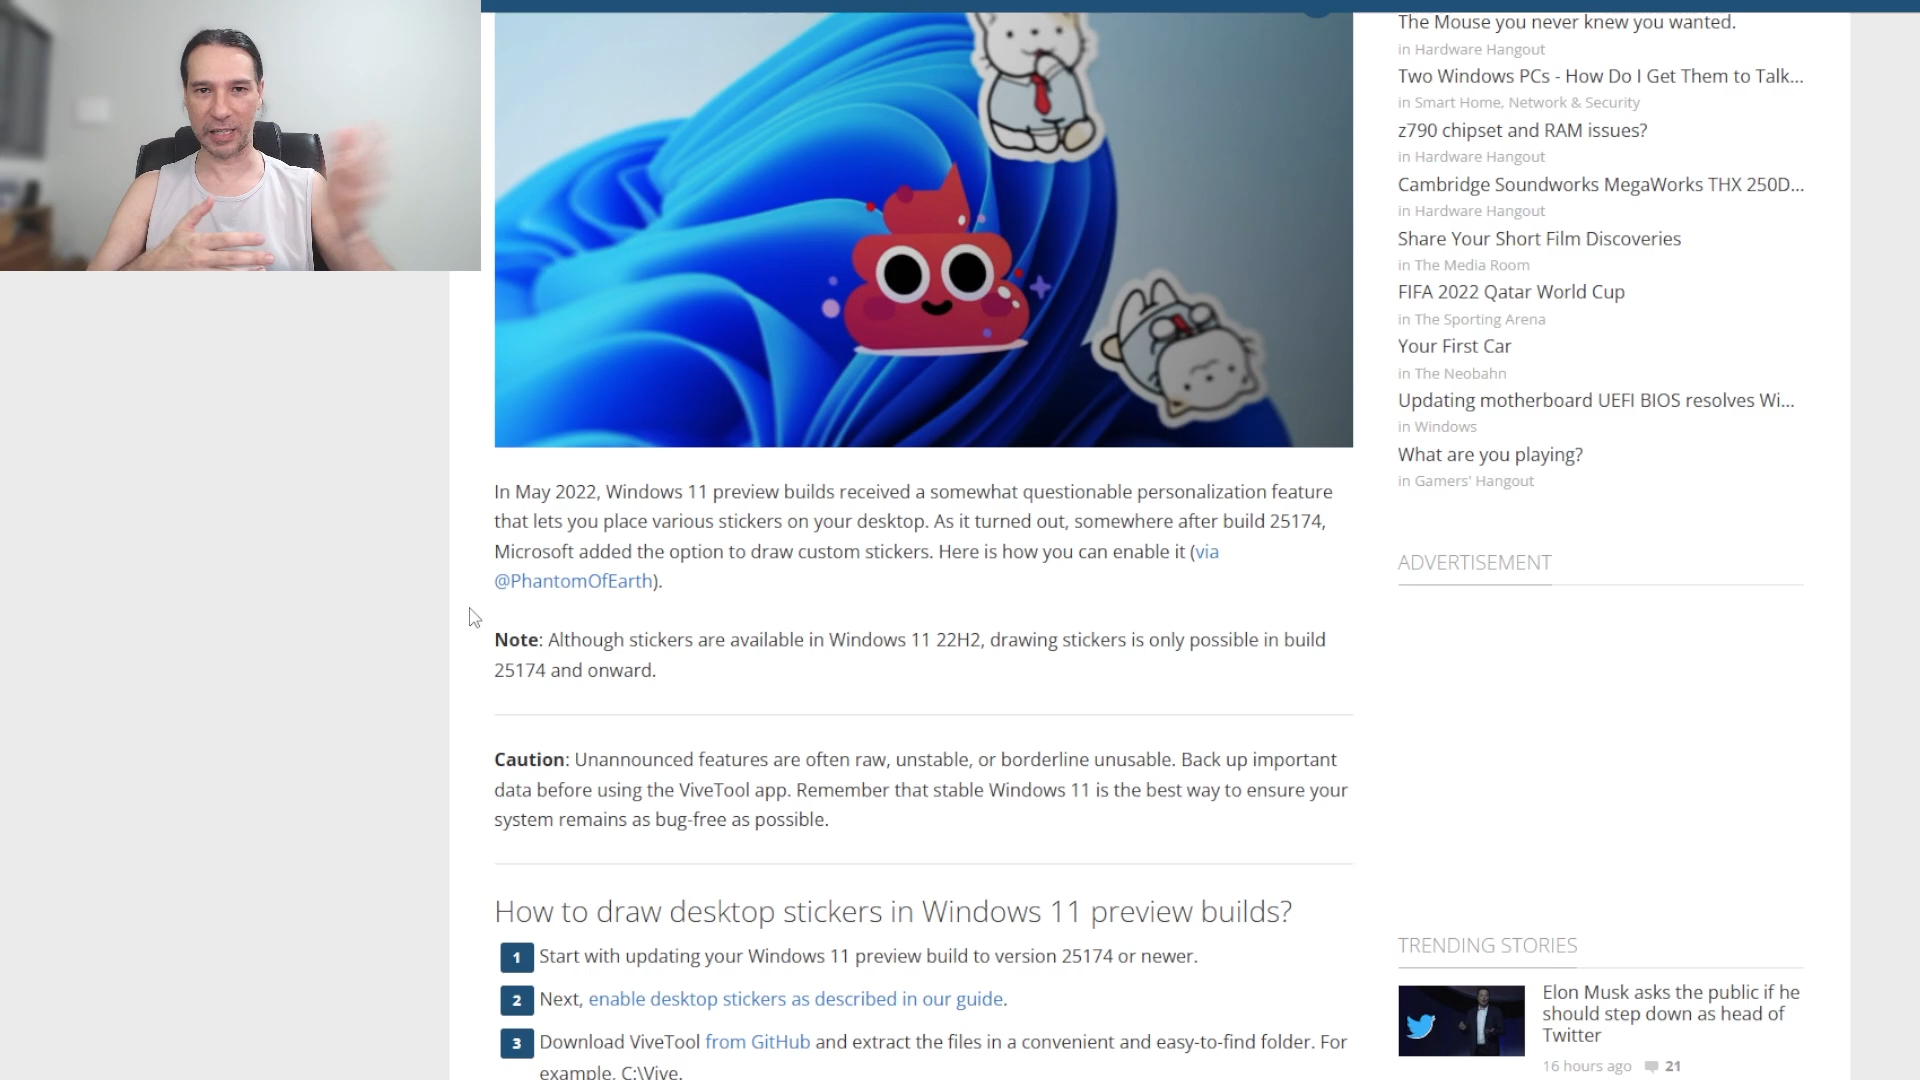 In May 2022, Windows 11 preview builds received a somewhat questionable personalization feature
that lets you place various stickers on your desktop. As it turned out, somewhere after build 25174,
Microsoft added the option to draw custom stickers. Here is how you can enable it (via
@PhantomOfEarth).
Note: Although stickers are available in Windows 11 22H2, drawing stickers is only possible in build
25174 and onward.
Caution: Unannounced features are often raw, unstable, or borderline unusable. Back up important
data before using the ViveTool app. Remember that stable Windows 11 is the best way to ensure your
system remains as bug-free as possible.
How to draw desktop stickers in Windows 11 preview builds?
1 Start with updating your Windows 11 preview build to version 25174 or newer.
2 Next, enable desktop stickers as described in our guide.
3 Download ViveTool from GitHub and extract the files in a convenient and easy-to-find folder. For
example, C:\Vive.
The Mouse you never knew you wanted.
in Hardware Hangout
Two Windows PCs - How Do I Get Them to Talk...
in Smart Home, Network & Security
z790 chipset and RAM issues?
in Hardware Hangout
Cambridge Soundworks MegaWorks THX 250D...
in Hardware Hangout
Share Your Short Film Discoveries
in The Media Room
FIFA 2022 Qatar World Cup
in The Sporting Arena
Your First Car
in The Neobahn
Updating motherboard UEFI BIOS resolves Wi...
in Windows
What are you playing?
in Gamers' Hangout
ADVERTISEMENT
TRENDING STORIES
Elon Musk asks the public if he
should step down as head of
Twitter
16 hours ago 21